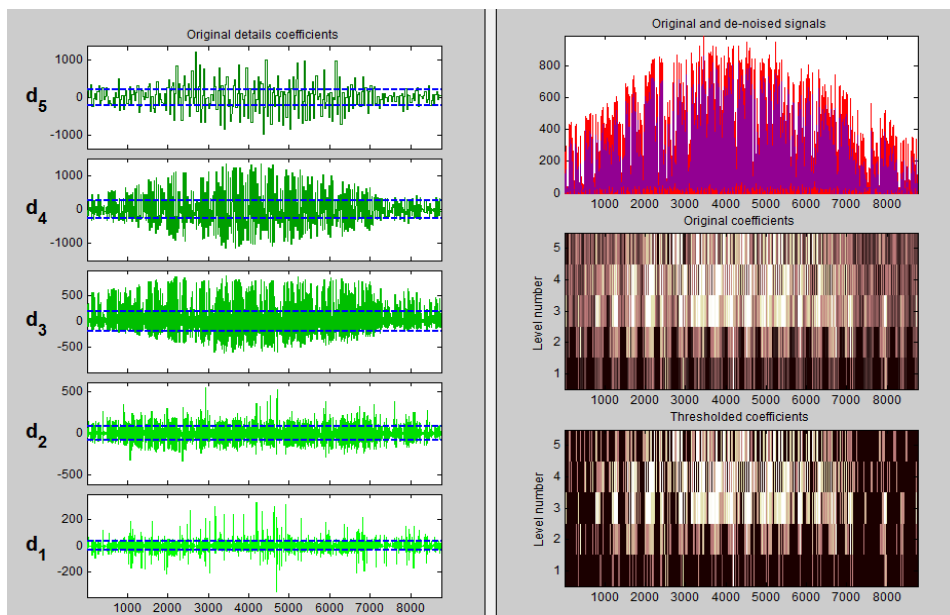 Original details coefficients
d5
1000
0
-1000
d4
1000
0
-1000
d3
500
0
-500
d2
500
0
-500
d1
200
0
-200
1000 2000 3000 4000 5000 6000 7000 8000
Original and de-noised signals
800
600
400
200
0
1000 2000 3000 4000 5000 6000 7000 8000
Original coefficients
Level number
5
4
3
2
1
1000 2000 3000 4000 5000 6000 7000 8000
Thresholded coefficients
Level number
5
4
3
2
1
1000 2000 3000 4000 5000 6000 7000 8000